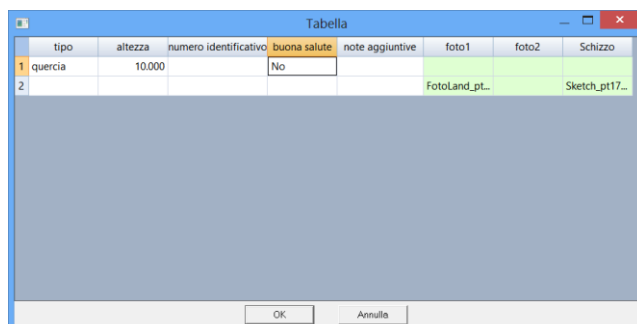 Tabella
tipo altezza numero identificativo buona salute note aggiuntive foto1 foto2 Schizzo
1 quercia 10.000 No
2 FotoLand_pt... Sketch_pt17...
OK Annulla